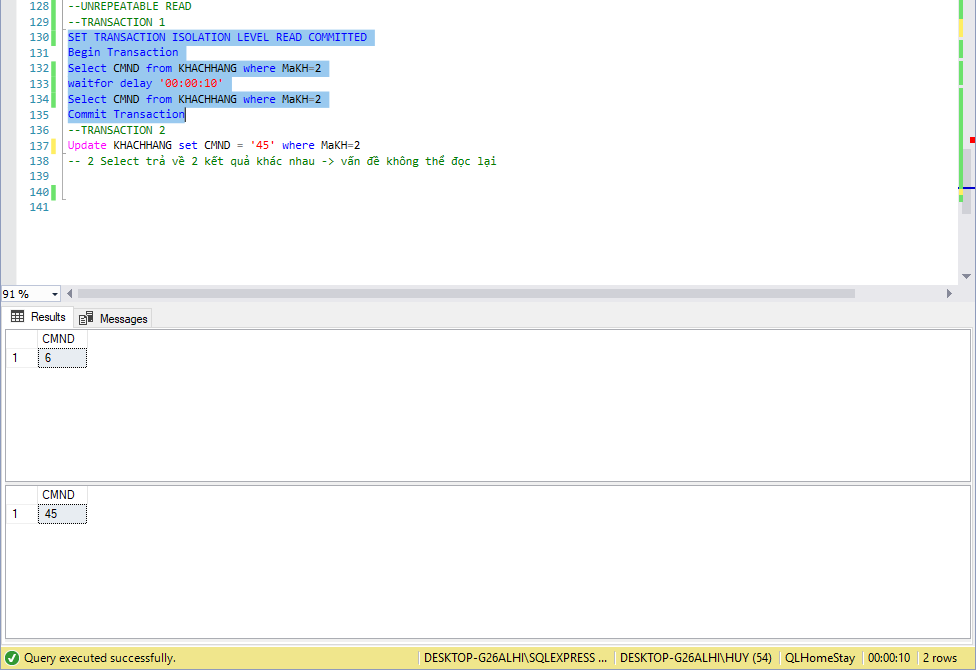 128 --UNREPEATABLE READ
129 --TRANSACTION 1
130 SET TRANSACTION ISOLATION LEVEL READ COMMITTED
131 Begin Transaction
132 Select CMND from KHACHHANG where MaKH=2
133 waitfor delay '00:00:10'
134 Select CMND from KHACHHANG where MaKH=2
135 Commit Transaction
136 --TRANSACTION 2
137 Update KHACHHANG set CMND = '45' where MaKH=2
138 -- 2 Select trả về 2 kết quả khác nhau -> vấn đề không thể đọc lại
139
140
141
91 %
Results Messages
CMND
1 6
CMND
1 45
Query executed successfully. DESKTOP-G26ALHI\SQLEXPRESS ... DESKTOP-G26ALHI\HUY (54) QLHomeStay 00:00:10 2 rows